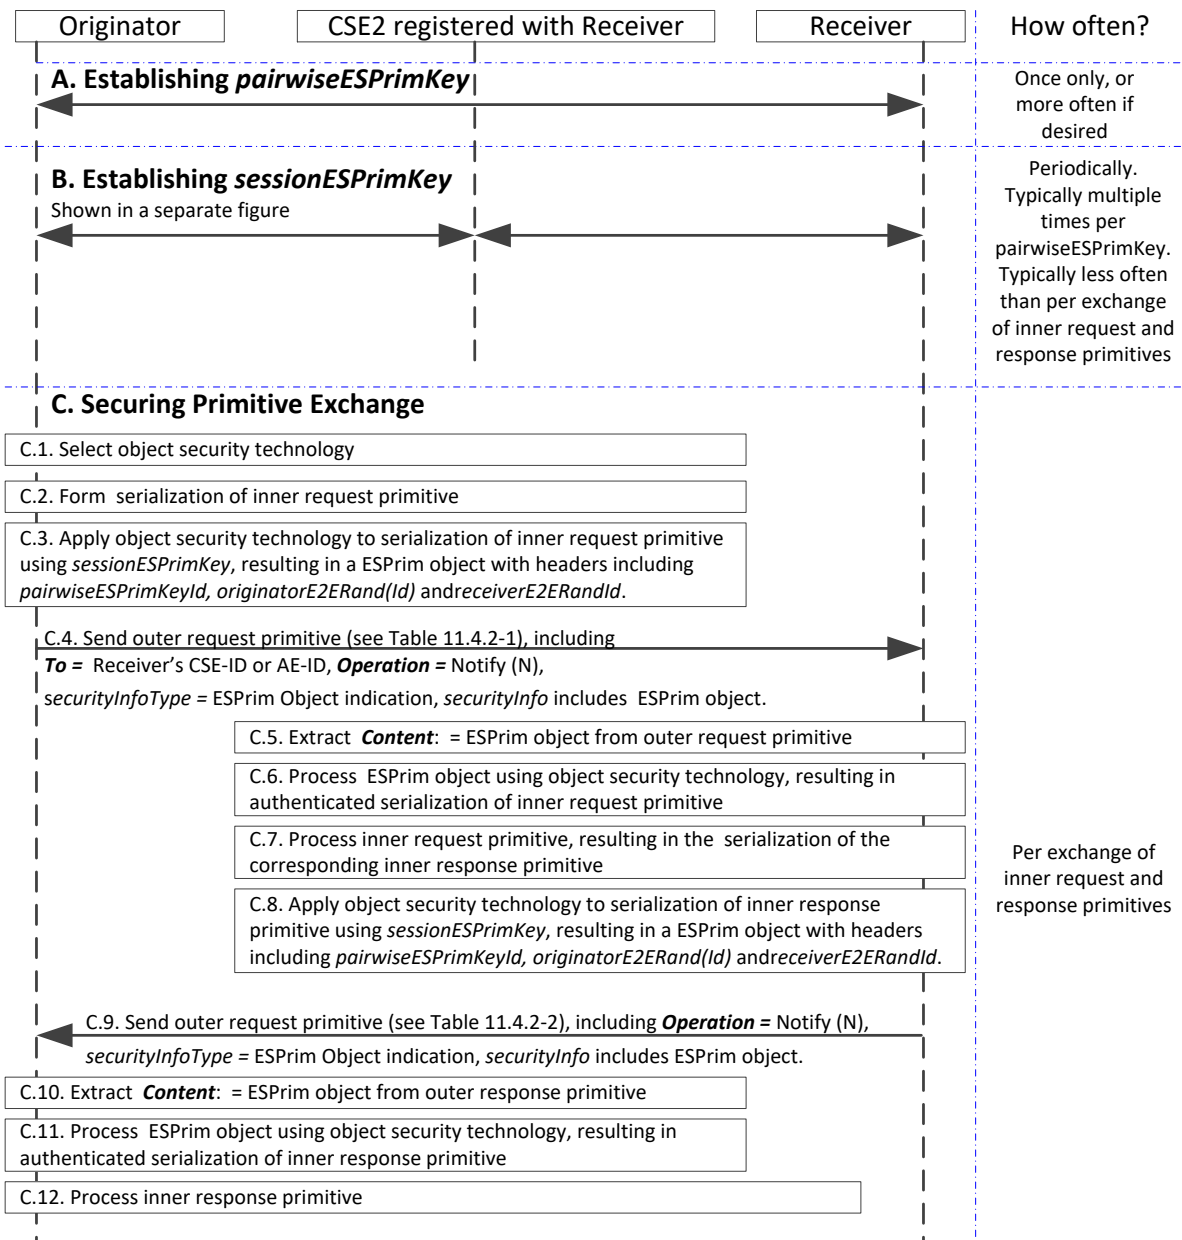 Originator
CSE2 registered with Receiver
Receiver
How often?
A. Establishing pairwiseESPrimKey
Once only, or
more often if
desired
B. Establishing sessionESPrimKey
Shown in a separate figure
Periodically.
Typically multiple
times per
pairwiseESPrimKey.
Typically less often
than per exchange
of inner request and
response primitives
C. Securing Primitive Exchange
C.1. Select object security technology
C.2. Form serialization of inner request primitive
C.3. Apply object security technology to serialization of inner request primitive
using sessionESPrimKey, resulting in a ESPrim object with headers including
pairwiseESPrimKeyId, originatorE2ERand(Id) andreceiverE2ERandId.
C.4. Send outer request primitive (see Table 11.4.2-1), including
To = Receiver's CSE-ID or AE-ID, Operation = Notify (N),
securityInfoType = ESPrim Object indication, securityInfo includes ESPrim object.
C.5. Extract Content: = ESPrim object from outer request primitive
C.6. Process ESPrim object using object security technology, resulting in
authenticated serialization of inner request primitive
C.7. Process inner request primitive, resulting in the serialization of the
corresponding inner response primitive
C.8. Apply object security technology to serialization of inner response
primitive using sessionESPrimKey, resulting in a ESPrim object with headers
including pairwiseESPrimKeyId, originatorE2ERand(Id) andreceiverE2ERandId.
Per exchange of
inner request and
response primitives
C.9. Send outer request primitive (see Table 11.4.2-2), including Operation = Notify (N),
securityInfoType = ESPrim Object indication, securityInfo includes ESPrim object.
C.10. Extract Content: = ESPrim object from outer response primitive
C.11. Process ESPrim object using object security technology, resulting in
authenticated serialization of inner response primitive
C.12. Process inner response primitive